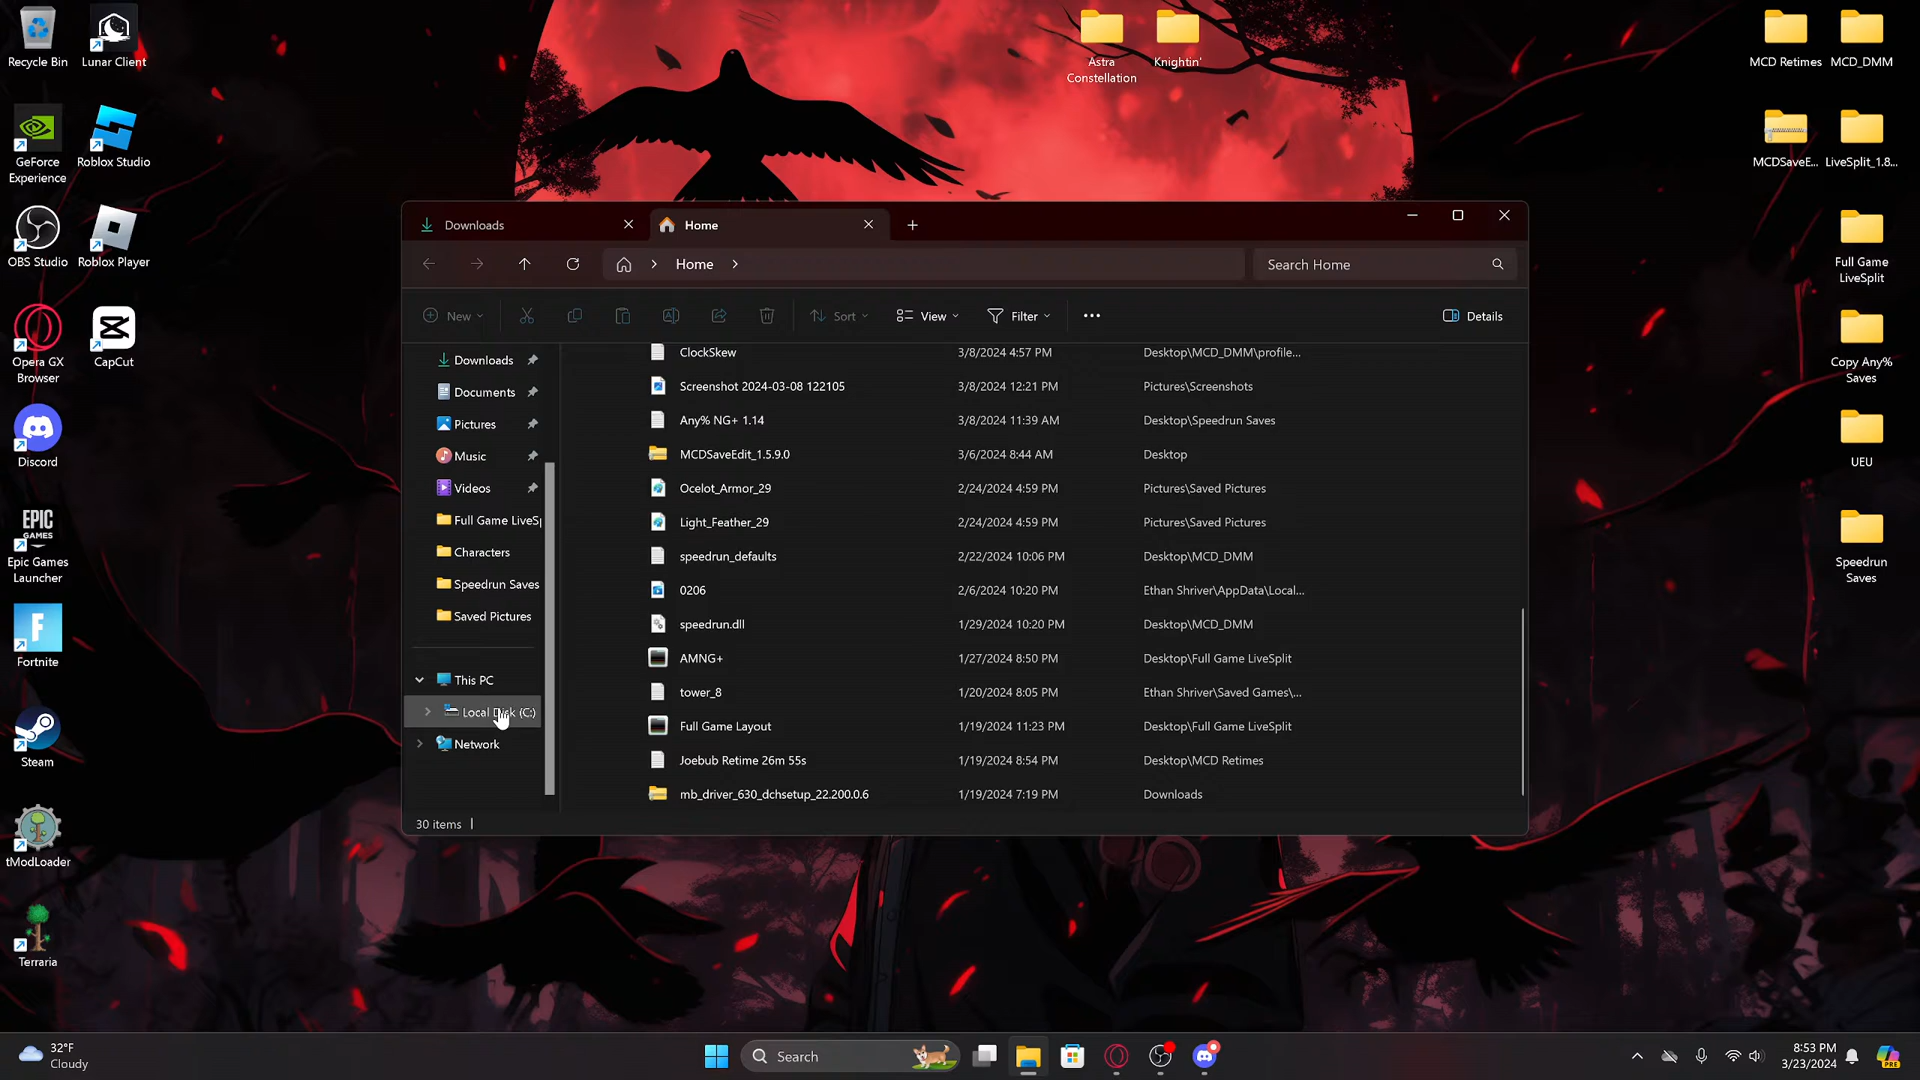 Recycle Bin
Lunar Client
GeForce
Experience
Roblox Studio
OBS Studio
Roblox Player
Opera GX
Browser
CapCut
Discord
EPIC
GAMES
Epic Games
Launcher
Fortnite
Steam
tModLoader
Terraria
Astra
Constellation
Knightin'
MCD Retimes
MCD_DMM
MCDSaveE...
LiveSplit_1.8...
Full Game
LiveSplit
Copy Any%
Saves
UEU
Speedrun
Saves
Downloads
Home
Home
Search Home
New
Sort
View
Filter
Details
Downloads
Documents
Pictures
Music
Videos
Full Game LiveSp
Characters
Speedrun Saves
Saved Pictures
This PC
Local Disk (C:)
Network
ClockSkew 3/8/2024 4:57 PM Desktop\MCD_DMM\profile...
Screenshot 2024-03-08 122105 3/8/2024 12:21 PM Pictures\Screenshots
Any% NG+ 1.14 3/8/2024 11:39 AM Desktop\Speedrun Saves
MCDSaveEdit_1.5.9.0 3/6/2024 8:44 AM Desktop
Ocelot_Armor_29 2/24/2024 4:59 PM Pictures\Saved Pictures
Light_Feather_29 2/24/2024 4:59 PM Pictures\Saved Pictures
speedrun_defaults 2/22/2024 10:06 PM Desktop\MCD_DMM
0206 2/6/2024 10:20 PM Ethan Shriver\AppData\Local...
speedrun.dll 1/29/2024 10:20 PM Desktop\MCD_DMM
AMNG+ 1/27/2024 8:50 PM Desktop\Full Game LiveSplit
tower_8 1/20/2024 8:05 PM Ethan Shriver\Saved Games\...
Full Game Layout 1/19/2024 11:23 PM Desktop\Full Game LiveSplit
Joebub Retime 26m 55s 1/19/2024 8:54 PM Desktop\MCD Retimes
mb_driver_630_dchsetup_22.200.0.6 1/19/2024 7:19 PM Downloads
30 items
32°F
Cloudy
Search
8:53 PM
3/23/2024
PRE